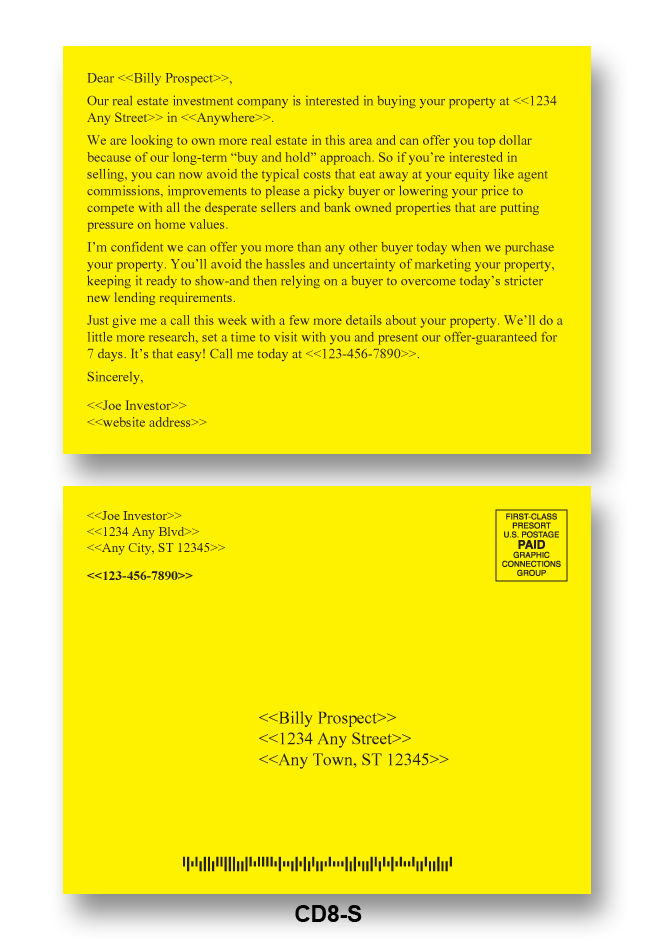 Dear <<Billy Prospect>>,
Our real estate investment company is interested in buying your property at <<1234
Any Street>> in <<Anywhere>>.
We are looking to own more real estate in this area and can offer you top dollar
because of our long-term “buy and hold” approach. So if you’re interested in
selling, you can now avoid the typical costs that eat away at your equity like agent
commissions, improvements to please a picky buyer or lowering your price to
compete with all the desperate sellers and bank owned properties that are putting
pressure on home values.
I’m confident we can offer you more than any other buyer today when we purchase
your property. You’ll avoid the hassles and uncertainty of marketing your property,
keeping it ready to show-and then relying on a buyer to overcome today’s stricter
new lending requirements.
Just give me a call this week with a few more details about your property. We’ll do a
little more research, set a time to visit with you and present our offer-guaranteed for
7 days. It’s that easy! Call me today at <<123-456-7890>>.
Sincerely,
<<Joe Investor>>
<<website address>>
<<Joe Investor>>
<<1234 Any Blvd>>
<<Any City, ST 12345>>
<<123-456-7890>>
FIRST-CLASS
PRESORT
U.S. POSTAGE
PAID
GRAPHIC
CONNECTIONS
GROUP
<<Billy Prospect>>
<<1234 Any Street>>
<<Any Town, ST 12345>>
CD8-S